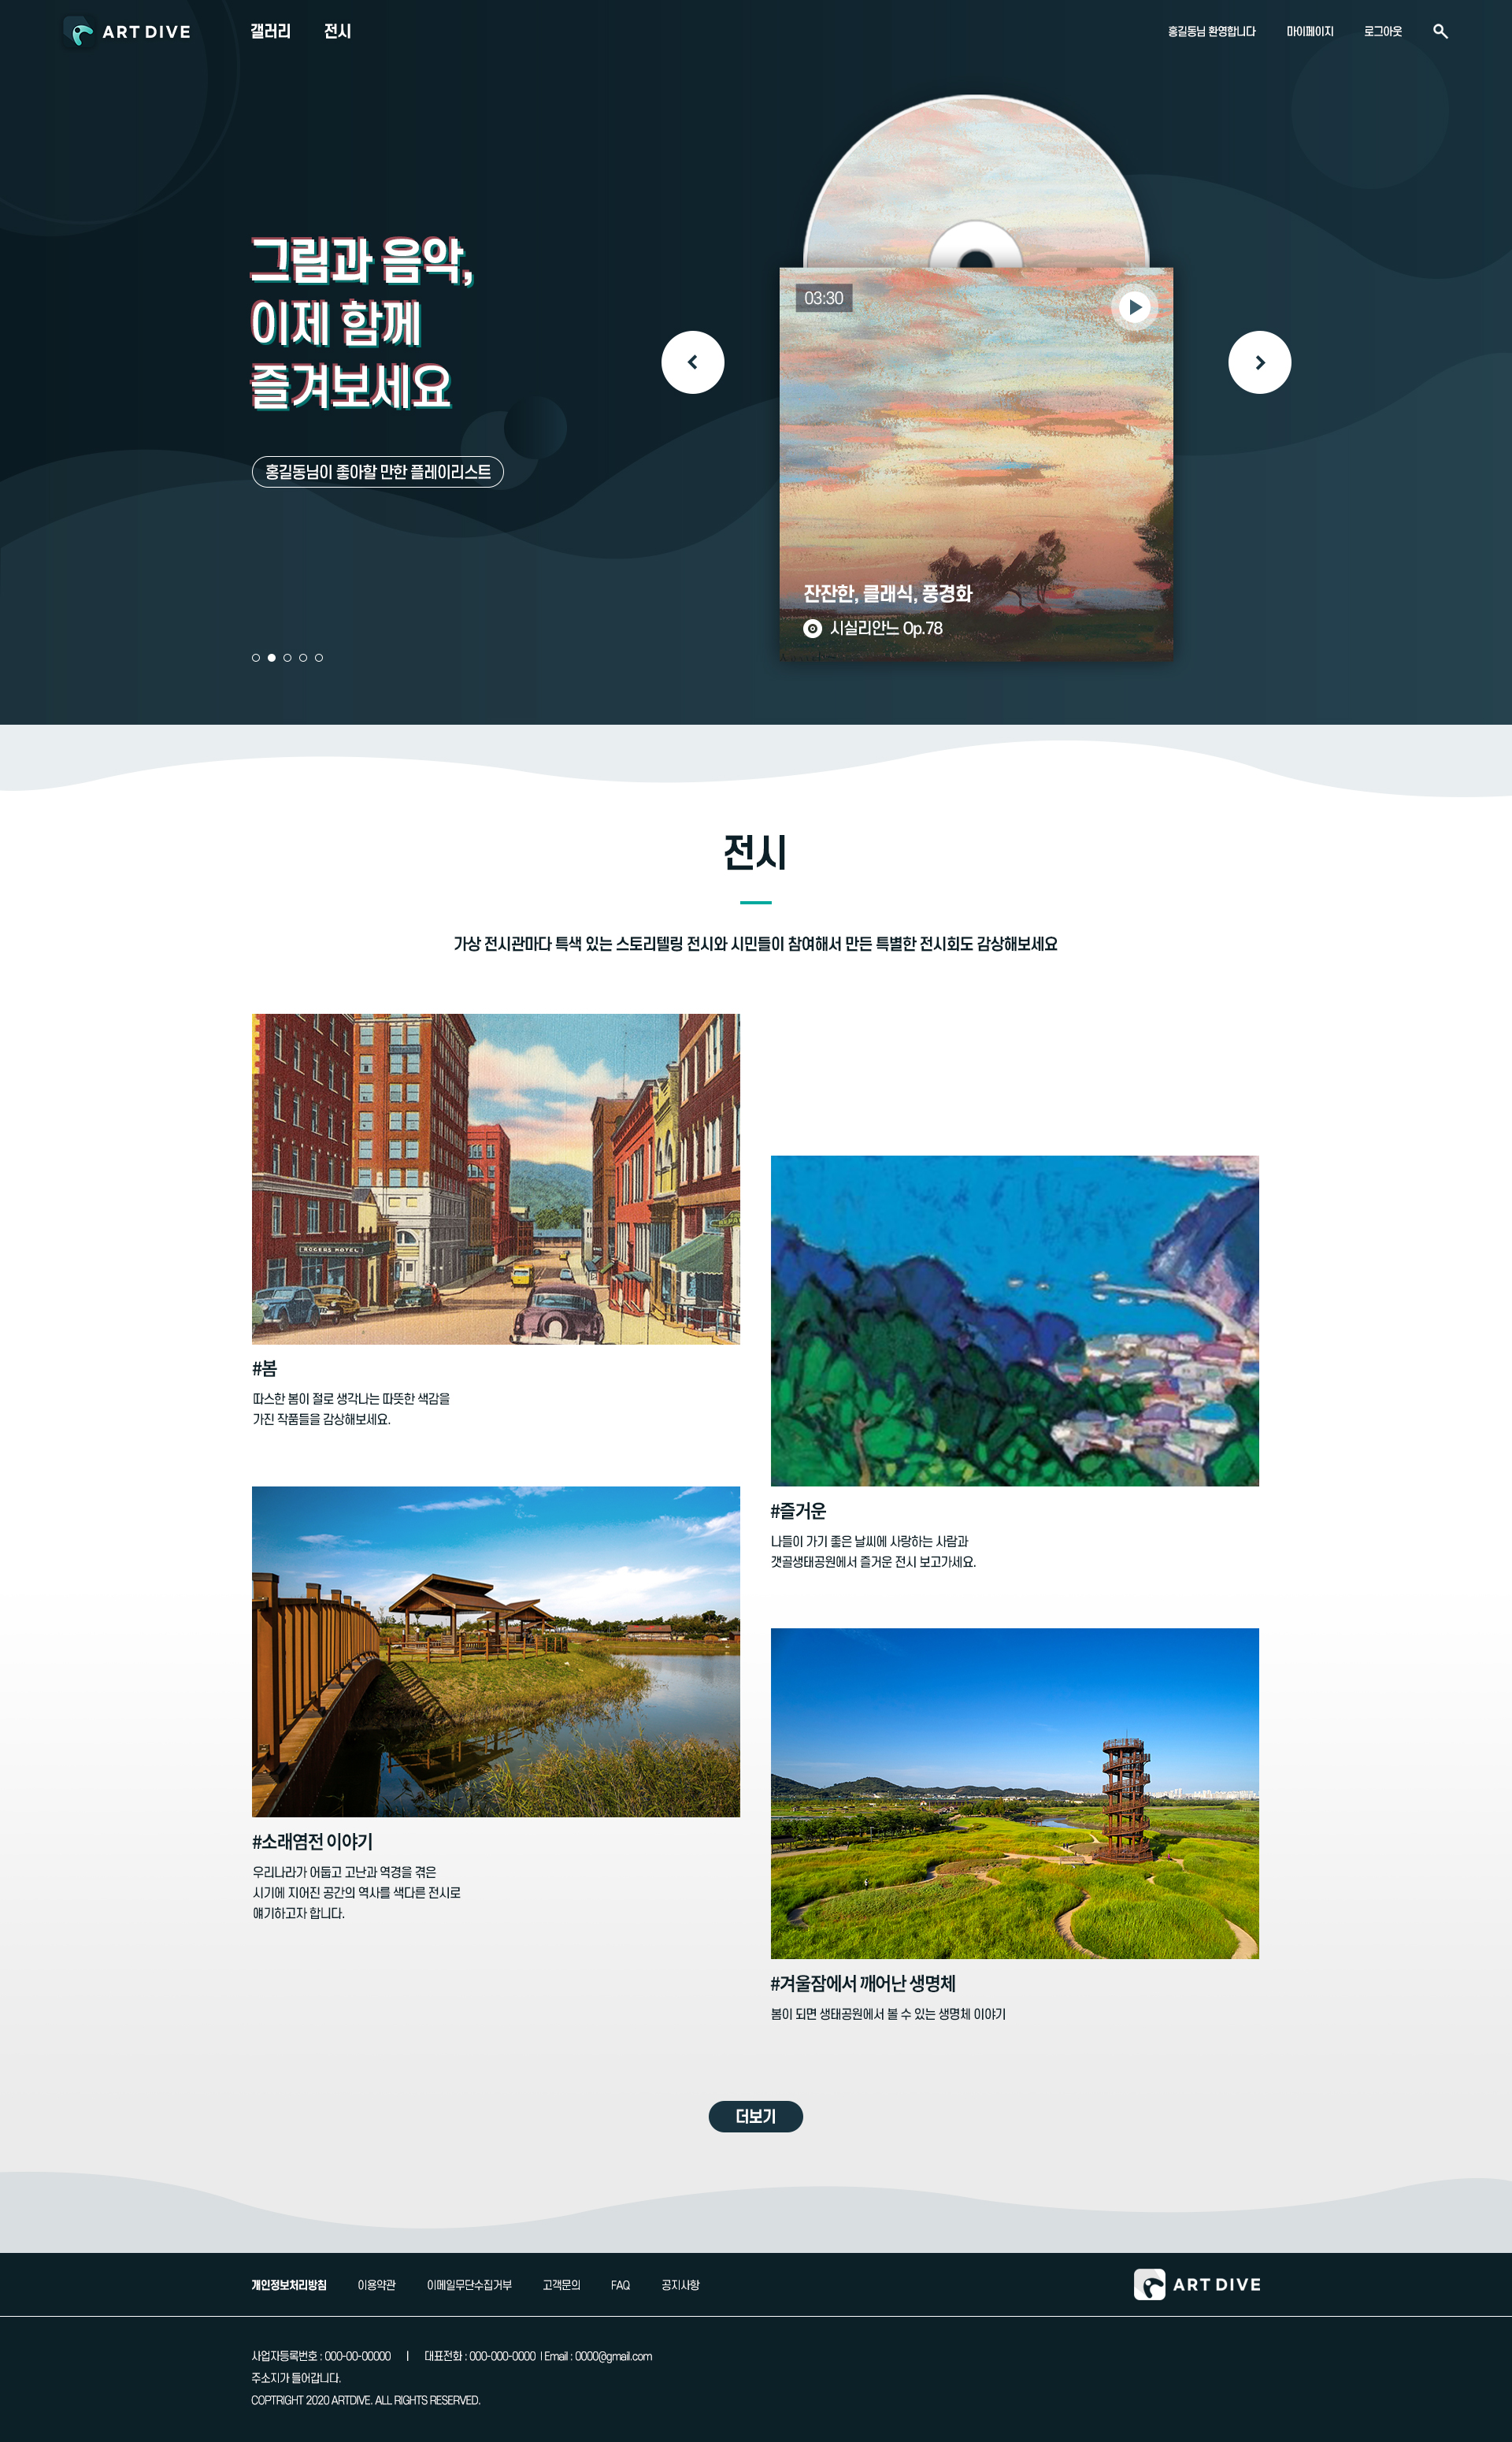 ART DIVE
갤러리
전시
홍길동님 환영합니다
마이페이지
로그아웃
그림과 음악,
이제 함께
즐겨보세요
홍길동님이 좋아할 만한 플레이리스트
03:30
잔잔한, 클래식, 풍경화
시실리안느 Op.78
전시
가상 전시관마다 특색 있는 스토리텔링 전시와 시민들이 참여해서 만든 특별한 전시회도 감상해보세요
ROGERS HOTEL
#봄
따스한 봄이 절로 생각나는 따뜻한 색감을
가진 작품들을 감상해보세요.
#즐거운
나들이 가기 좋은 날씨에 사랑하는 사람과
갯골생태공원에서 즐거운 전시 보고가세요.
#소래염전 이야기
우리나라가 어둡고 고난과 역경을 겪은
시기에 지어진 공간의 역사를 색다른 전시로
얘기하고자 합니다.
#겨울잠에서 깨어난 생명체
봄이 되면 생태공원에서 볼 수 있는 생명체 이야기
더보기
개인정보처리방침
이용약관
이메일무단수집거부
고객문의
FAQ
공지사항
ART DIVE
사업자등록번호 : 000-00-00000 | 대표전화 : 000-000-0000 | Email : 0000@gmail.com
주소지가 들어갑니다.
COPTRIGHT 2020 ARTDIVE. ALL RIGHTS RESERVED.